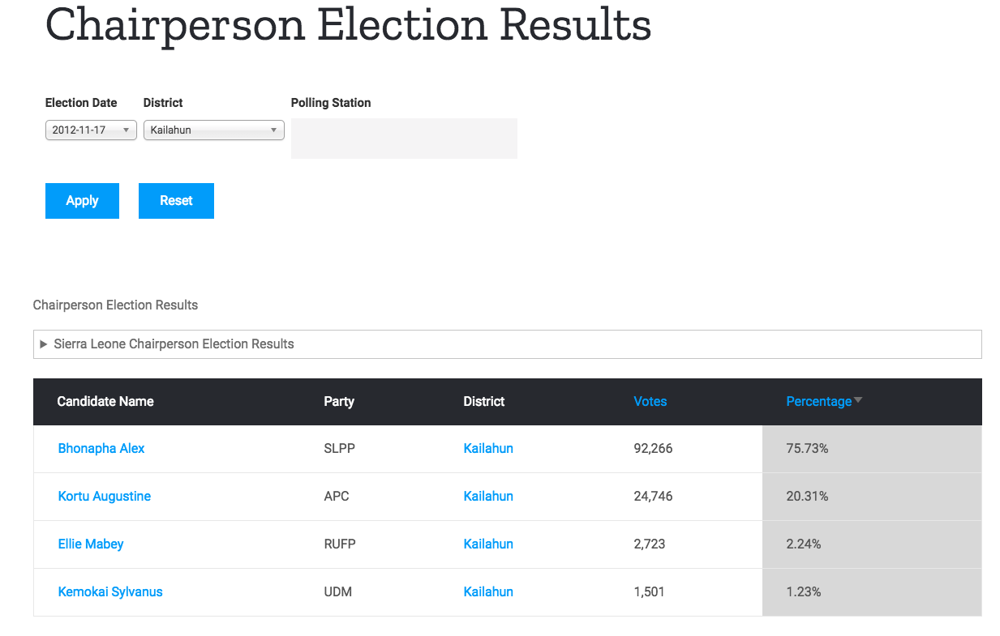 Chairperson Election Results
Election Date District Polling Station
2012-11-17 Kailahun
Apply Reset
Chairperson Election Results
Sierra Leone Chairperson Election Results
Candidate Name Party District Votes Percentage
Bhonapha Alex SLPP Kailahun 92,266 75.73%
Kortu Augustine APC Kailahun 24,746 20.31%
Ellie Mabey RUFP Kailahun 2,723 2.24%
Kemokai Sylvanus UDM Kailahun 1,501 1.23%